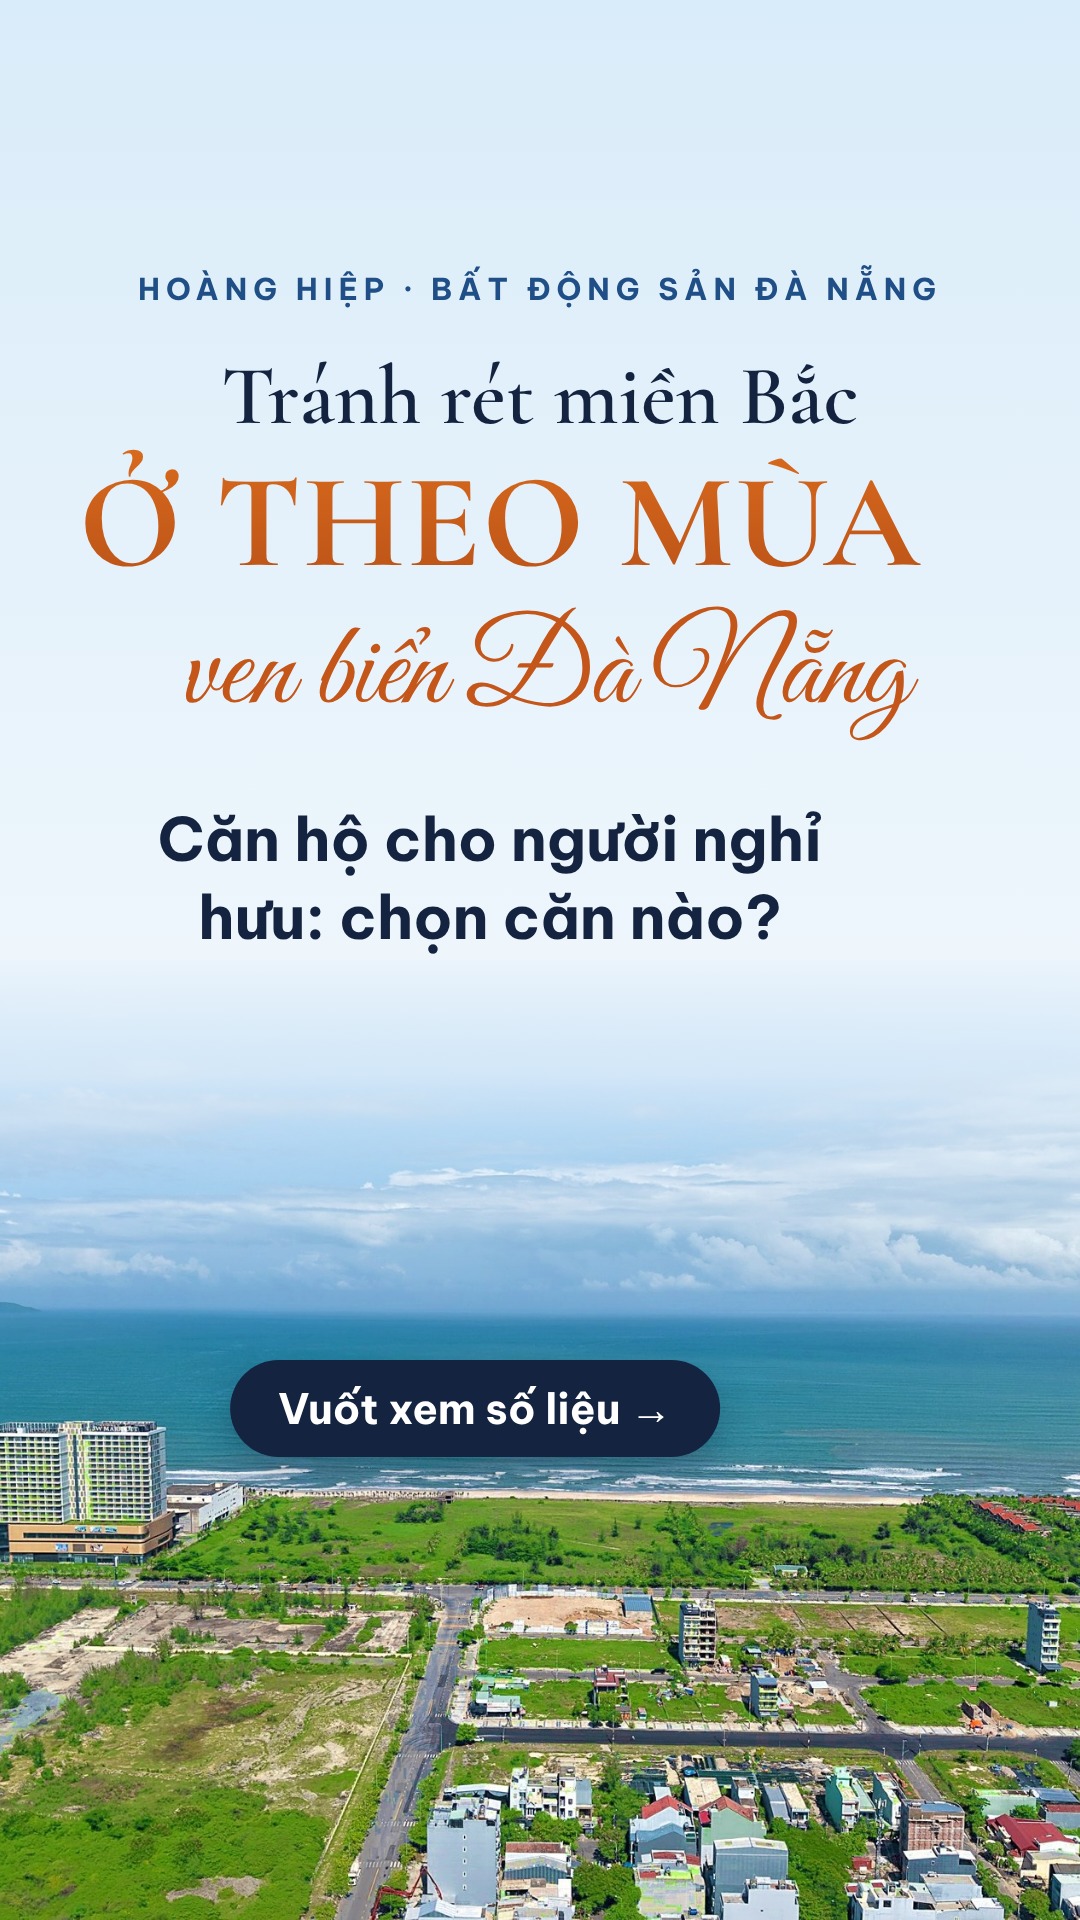 HOÀNG HIỆP · BẤT ĐỘNG SẢN ĐÀ NẴNG
Tránh rét miền Bắc
Ở THEO MÙA
ven biển Đà Nẵng
Căn hộ cho người nghỉ
hưu: chọn căn nào?
Vuốt xem số liệu →